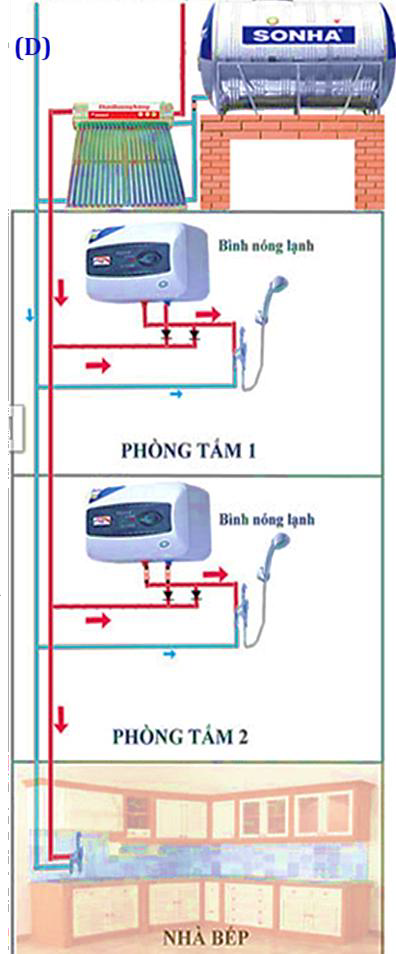 (D)
SONHA
Bình nóng lạnh
PHÒNG TẮM 1
Bình nóng lạnh
PHÒNG TẮM 2
NHÀ BẾP